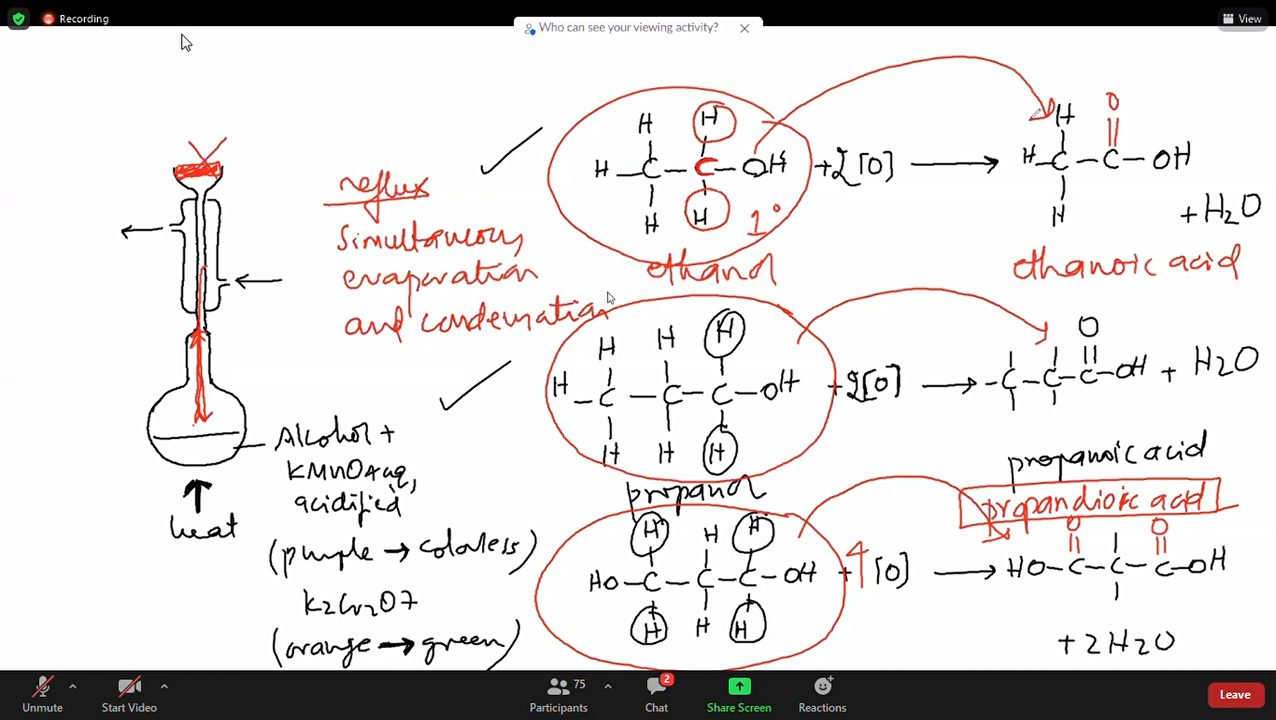 Recording
Who can see your viewing activity?
View
reflux
Simultaneous
evaporation
and condensation
H H
H C C OH +2[O] H C C OH
H H H O
H H H
1°
+H2O
ethanol
ethanoic acid
H H H
H C C C OH +2[O] C C C OH + H2O
H H H O
propanol
propanoic acid
propandioic acid
Alcohol +
KMnO4 aq,
acidified
(purple → colorless)
K2Cr2O7
(orange → green)
heat
H H H
HO C C C OH + 4[O] HO C C C OH
H H H O O
+ 2H2O
Unmute
Start Video
75
Participants
2
Chat
Share Screen
Reactions
Leave